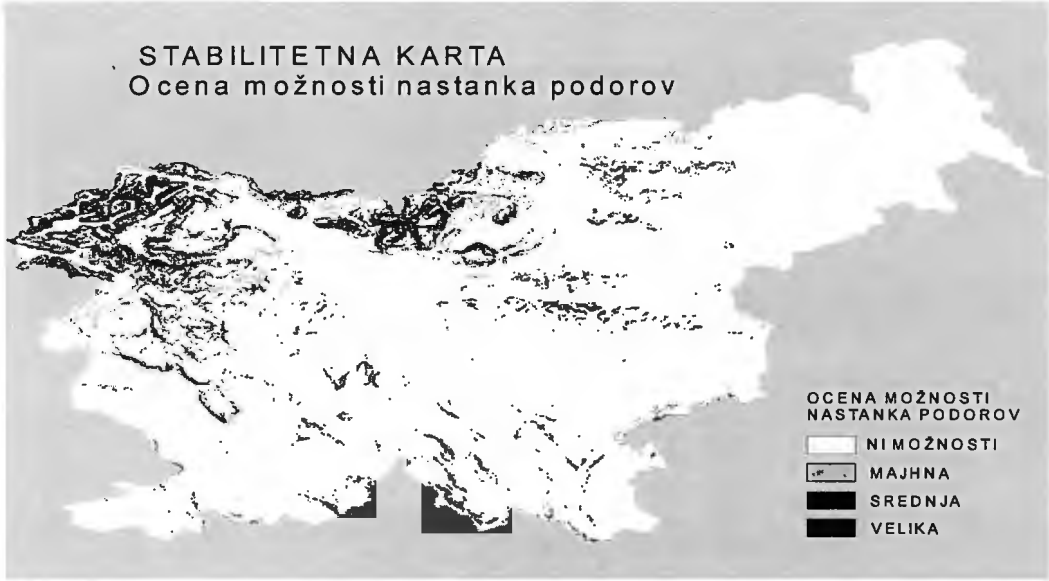 STABILITETNA KARTA
Ocena možnosti nastanka podorov
OCENA MOŽNOSTI
NASTANKA PODOROV
NI MOŽNOSTI
MAJHNA
SREDNJA
VELIKA